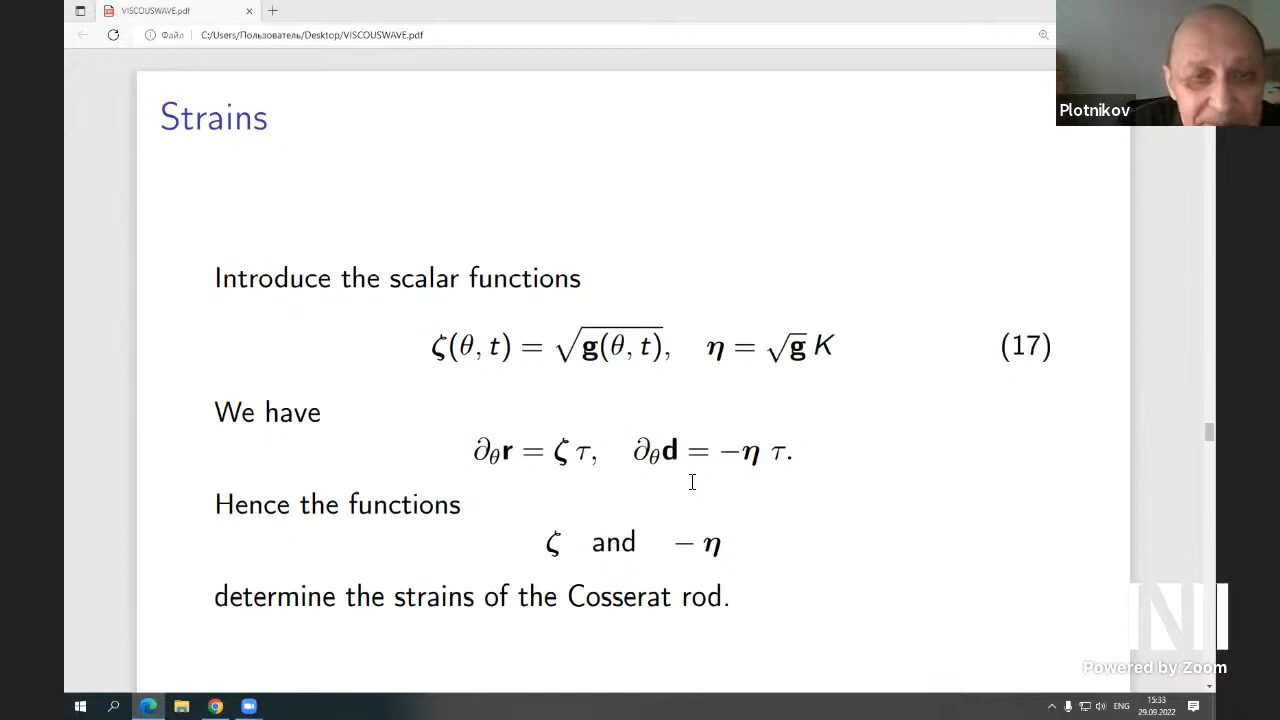 VISCOUSWAVE.pdf
Файл C:/Users/Пользователь/Desktop/VISCOUSWAVE.pdf
Plotnikov
Strains
Introduce the scalar functions
ζ(θ, t) = √g(θ, t), η = √g K (17)
We have
∂θr = ζ τ, ∂θd = −η τ.
Hence the functions
ζ and − η
determine the strains of the Cosserat rod.
Powered by Zoom
ENG
15:33
29.09.2022